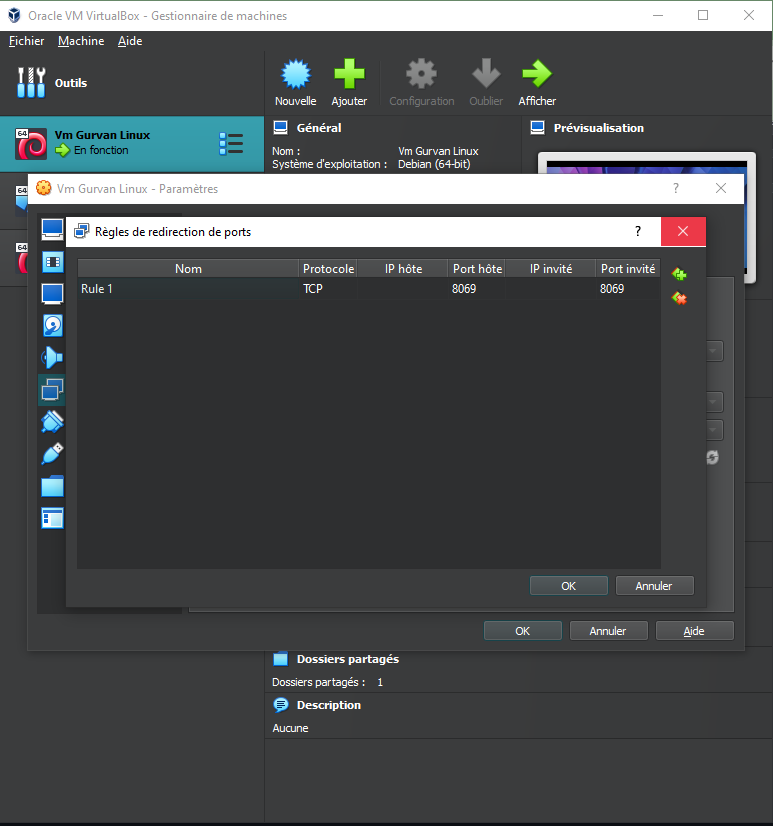 Oracle VM VirtualBox - Gestionnaire de machines
Fichier Machine Aide
Outils
Nouvelle Ajouter Configuration Oublier Afficher
64
Vm Gurvan Linux
En fonction
Général
Nom : Vm Gurvan Linux
Système d'exploitation : Debian (64-bit)
Prévisualisation
64
64
Vm Gurvan Linux - Paramètres ?
Règles de redirection de ports ?
Nom Protocole IP hôte Port hôte IP invité Port invité
Rule 1 TCP 8069 8069
OK Annuler
OK Annuler Aide
Dossiers partagés
Dossiers partagés : 1
Description
Aucune